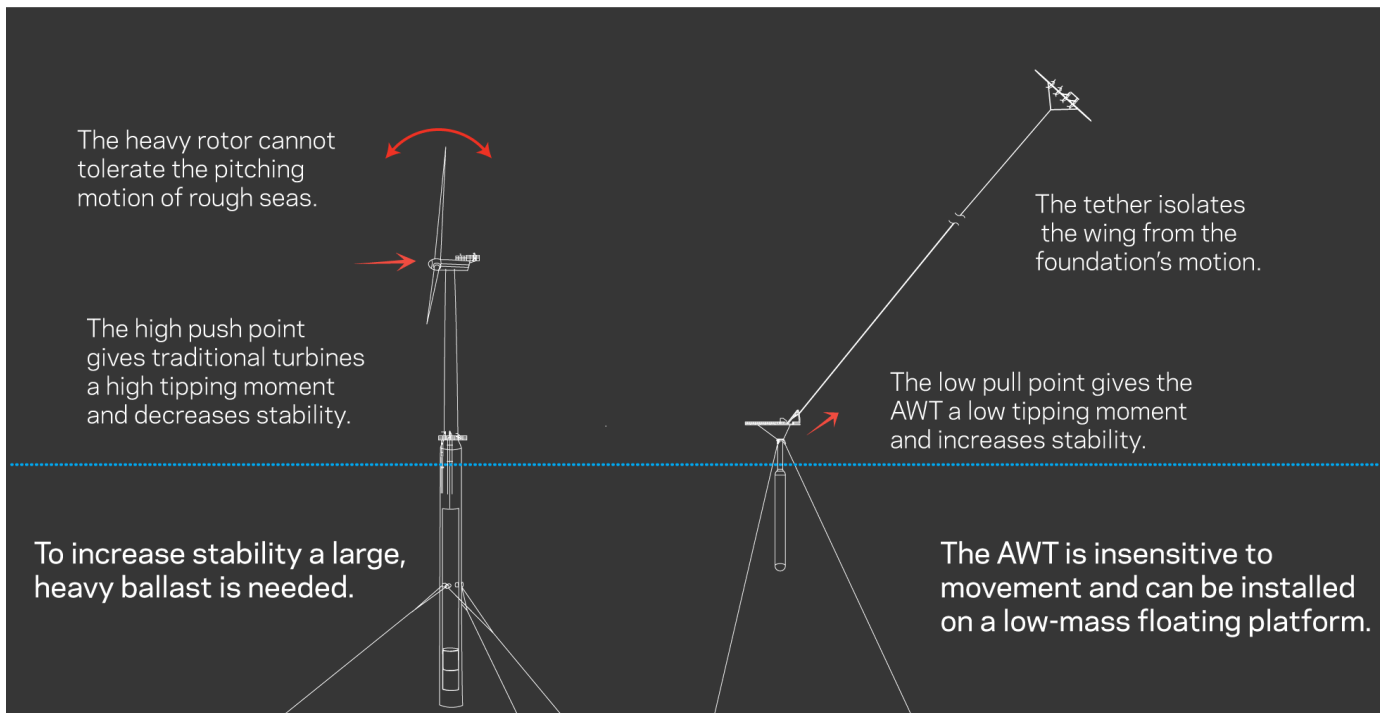 The heavy rotor cannot
tolerate the pitching
motion of rough seas.
The high push point
gives traditional turbines
a high tipping moment
and decreases stability.
To increase stability a large,
heavy ballast is needed.
The tether isolates
the wing from the
foundation's motion.
The low pull point gives the
AWT a low tipping moment
and increases stability.
The AWT is insensitive to
movement and can be installed
on a low-mass floating platform.